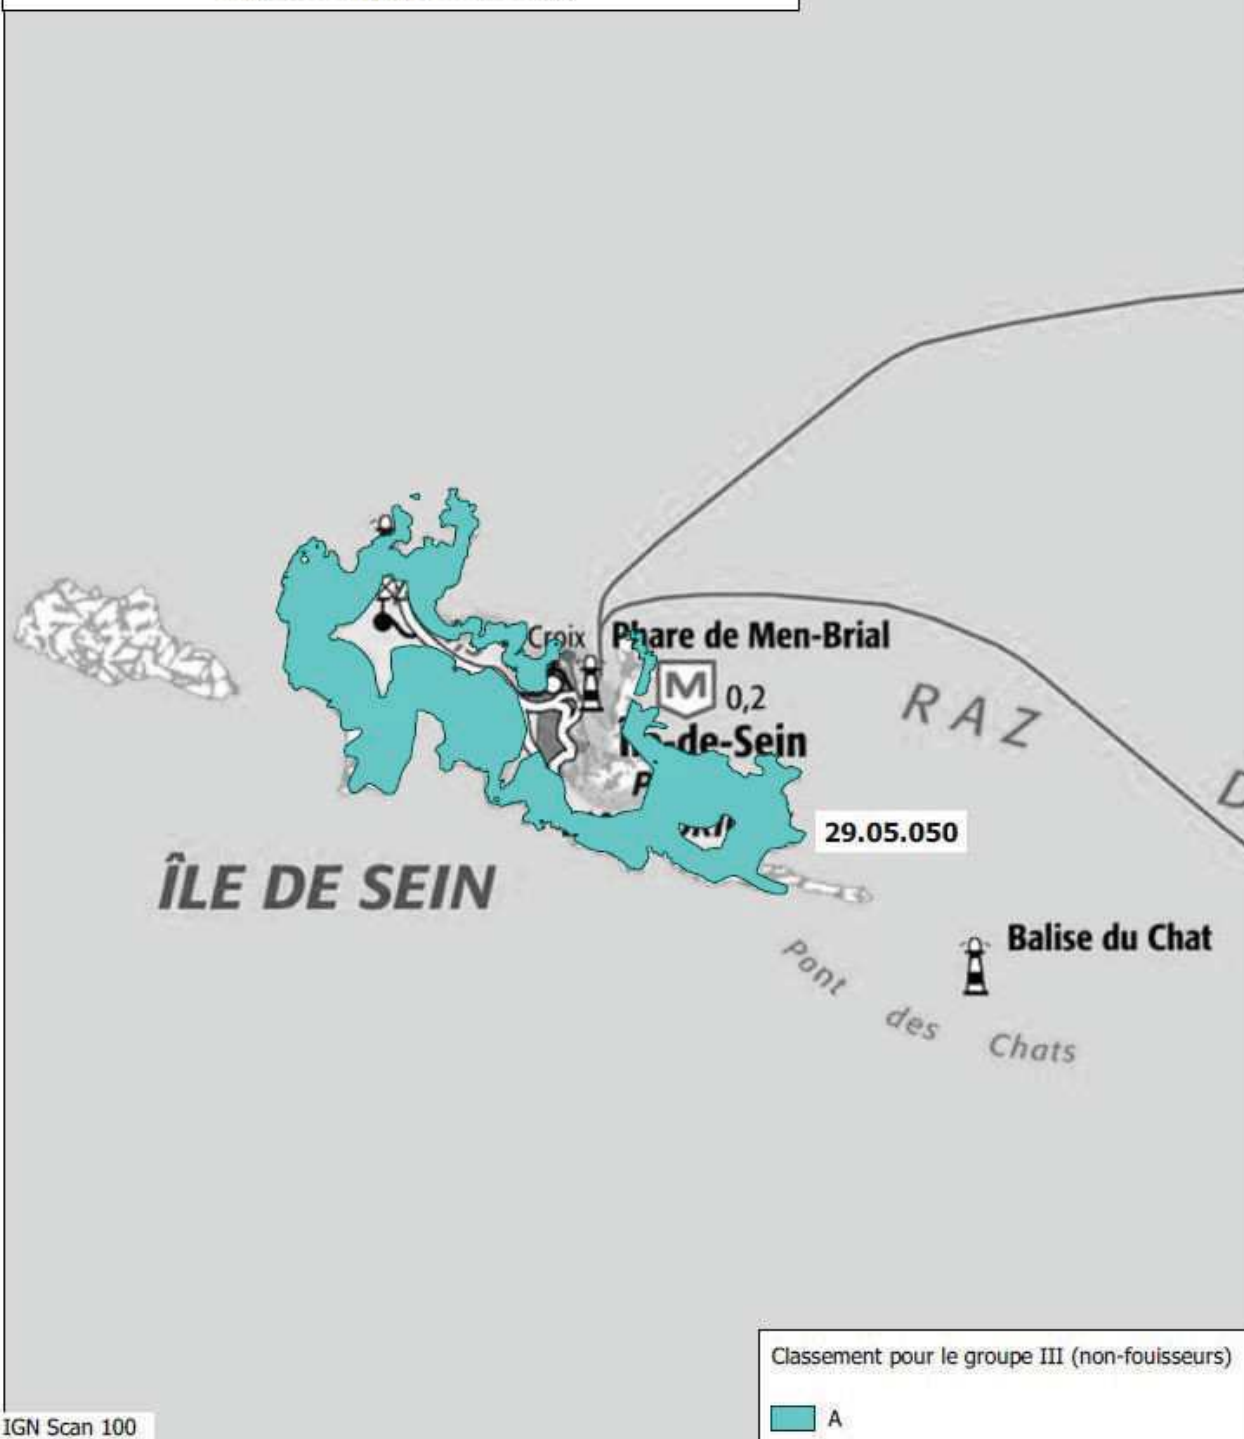 Croix
Phare de Men-Brial
M
0,2
Île-de-Sein
P
RAZ
D
29.05.050
ÎLE DE SEIN
Balise du Chat
Pont des Chats
Classement pour le groupe III (non-fouisseurs)
A
IGN Scan 100